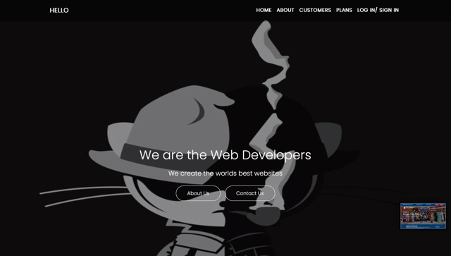 HELLO
HOME ABOUT CUSTOMERS PLANS LOG IN/ SIGN IN
We are the Web Developers
We create the worlds best websites
About Us Contact Us